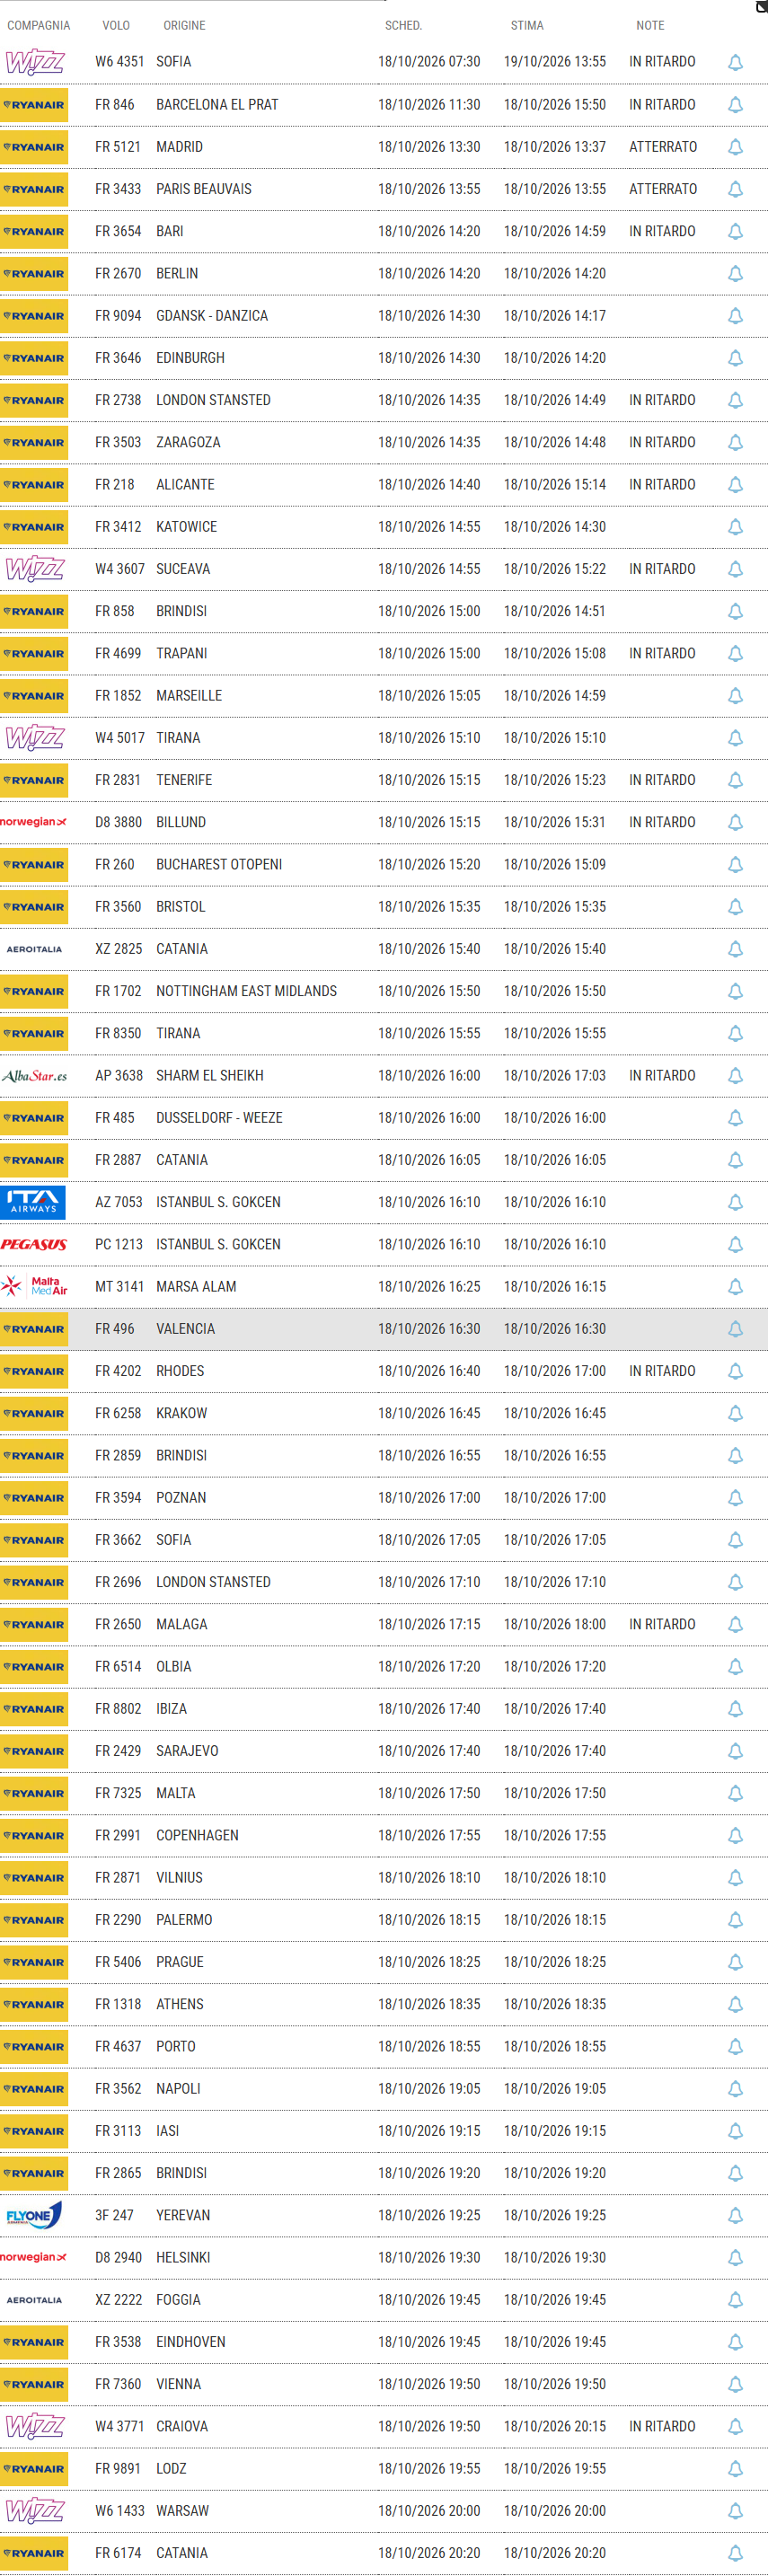 COMPAGNIA VOLO ORIGINE SCHED. STIMA NOTE
WIZZ W6 4351 SOFIA 18/10/2026 07:30 19/10/2026 13:55 IN RITARDO
RYANAIR FR 846 BARCELONA EL PRAT 18/10/2026 11:30 18/10/2026 15:50 IN RITARDO
RYANAIR FR 5121 MADRID 18/10/2026 13:30 18/10/2026 13:37 ATTERRATO
RYANAIR FR 3433 PARIS BEAUVAIS 18/10/2026 13:55 18/10/2026 13:55 ATTERRATO
RYANAIR FR 3654 BARI 18/10/2026 14:20 18/10/2026 14:59 IN RITARDO
RYANAIR FR 2670 BERLIN 18/10/2026 14:20 18/10/2026 14:20
RYANAIR FR 9094 GDANSK - DANZICA 18/10/2026 14:30 18/10/2026 14:17
RYANAIR FR 3646 EDINBURGH 18/10/2026 14:30 18/10/2026 14:20
RYANAIR FR 2738 LONDON STANSTED 18/10/2026 14:35 18/10/2026 14:49 IN RITARDO
RYANAIR FR 3503 ZARAGOZA 18/10/2026 14:35 18/10/2026 14:48 IN RITARDO
RYANAIR FR 218 ALICANTE 18/10/2026 14:40 18/10/2026 15:14 IN RITARDO
RYANAIR FR 3412 KATOWICE 18/10/2026 14:55 18/10/2026 14:30
WIZZ W4 3607 SUCEAVA 18/10/2026 14:55 18/10/2026 15:22 IN RITARDO
RYANAIR FR 858 BRINDISI 18/10/2026 15:00 18/10/2026 14:51
RYANAIR FR 4699 TRAPANI 18/10/2026 15:00 18/10/2026 15:08 IN RITARDO
RYANAIR FR 1852 MARSEILLE 18/10/2026 15:05 18/10/2026 14:59
WIZZ W4 5017 TIRANA 18/10/2026 15:10 18/10/2026 15:10
RYANAIR FR 2831 TENERIFE 18/10/2026 15:15 18/10/2026 15:23 IN RITARDO
norwegian D8 3880 BILLUND 18/10/2026 15:15 18/10/2026 15:31 IN RITARDO
RYANAIR FR 260 BUCHAREST OTOPENI 18/10/2026 15:20 18/10/2026 15:09
RYANAIR FR 3560 BRISTOL 18/10/2026 15:35 18/10/2026 15:35
AEROITALIA XZ 2825 CATANIA 18/10/2026 15:40 18/10/2026 15:40
RYANAIR FR 1702 NOTTINGHAM EAST MIDLANDS 18/10/2026 15:50 18/10/2026 15:50
RYANAIR FR 8350 TIRANA 18/10/2026 15:55 18/10/2026 15:55
AlbaStar.es AP 3638 SHARM EL SHEIKH 18/10/2026 16:00 18/10/2026 17:03 IN RITARDO
RYANAIR FR 485 DUSSELDORF - WEEZE 18/10/2026 16:00 18/10/2026 16:00
RYANAIR FR 2887 CATANIA 18/10/2026 16:05 18/10/2026 16:05
ITA AIRWAYS AZ 7053 ISTANBUL S. GOKCEN 18/10/2026 16:10 18/10/2026 16:10
PEGASUS PC 1213 ISTANBUL S. GOKCEN 18/10/2026 16:10 18/10/2026 16:10
Malta MedAir MT 3141 MARSA ALAM 18/10/2026 16:25 18/10/2026 16:15
RYANAIR FR 496 VALENCIA 18/10/2026 16:30 18/10/2026 16:30
RYANAIR FR 4202 RHODES 18/10/2026 16:40 18/10/2026 17:00 IN RITARDO
RYANAIR FR 6258 KRAKOW 18/10/2026 16:45 18/10/2026 16:45
RYANAIR FR 2859 BRINDISI 18/10/2026 16:55 18/10/2026 16:55
RYANAIR FR 3594 POZNAN 18/10/2026 17:00 18/10/2026 17:00
RYANAIR FR 3662 SOFIA 18/10/2026 17:05 18/10/2026 17:05
RYANAIR FR 2696 LONDON STANSTED 18/10/2026 17:10 18/10/2026 17:10
RYANAIR FR 2650 MALAGA 18/10/2026 17:15 18/10/2026 18:00 IN RITARDO
RYANAIR FR 6514 OLBIA 18/10/2026 17:20 18/10/2026 17:20
RYANAIR FR 8802 IBIZA 18/10/2026 17:40 18/10/2026 17:40
RYANAIR FR 2429 SARAJEVO 18/10/2026 17:40 18/10/2026 17:40
RYANAIR FR 7325 MALTA 18/10/2026 17:50 18/10/2026 17:50
RYANAIR FR 2991 COPENHAGEN 18/10/2026 17:55 18/10/2026 17:55
RYANAIR FR 2871 VILNIUS 18/10/2026 18:10 18/10/2026 18:10
RYANAIR FR 2290 PALERMO 18/10/2026 18:15 18/10/2026 18:15
RYANAIR FR 5406 PRAGUE 18/10/2026 18:25 18/10/2026 18:25
RYANAIR FR 1318 ATHENS 18/10/2026 18:35 18/10/2026 18:35
RYANAIR FR 4637 PORTO 18/10/2026 18:55 18/10/2026 18:55
RYANAIR FR 3562 NAPOLI 18/10/2026 19:05 18/10/2026 19:05
RYANAIR FR 3113 IASI 18/10/2026 19:15 18/10/2026 19:15
RYANAIR FR 2865 BRINDISI 18/10/2026 19:20 18/10/2026 19:20
FLYONE 3F 247 YEREVAN 18/10/2026 19:25 18/10/2026 19:25
norwegian D8 2940 HELSINKI 18/10/2026 19:30 18/10/2026 19:30
AEROITALIA XZ 2222 FOGGIA 18/10/2026 19:45 18/10/2026 19:45
RYANAIR FR 3538 EINDHOVEN 18/10/2026 19:45 18/10/2026 19:45
RYANAIR FR 7360 VIENNA 18/10/2026 19:50 18/10/2026 19:50
WIZZ W4 3771 CRAIOVA 18/10/2026 19:50 18/10/2026 20:15 IN RITARDO
RYANAIR FR 9891 LODZ 18/10/2026 19:55 18/10/2026 19:55
WIZZ W6 1433 WARSAW 18/10/2026 20:00 18/10/2026 20:00
RYANAIR FR 6174 CATANIA 18/10/2026 20:20 18/10/2026 20:20